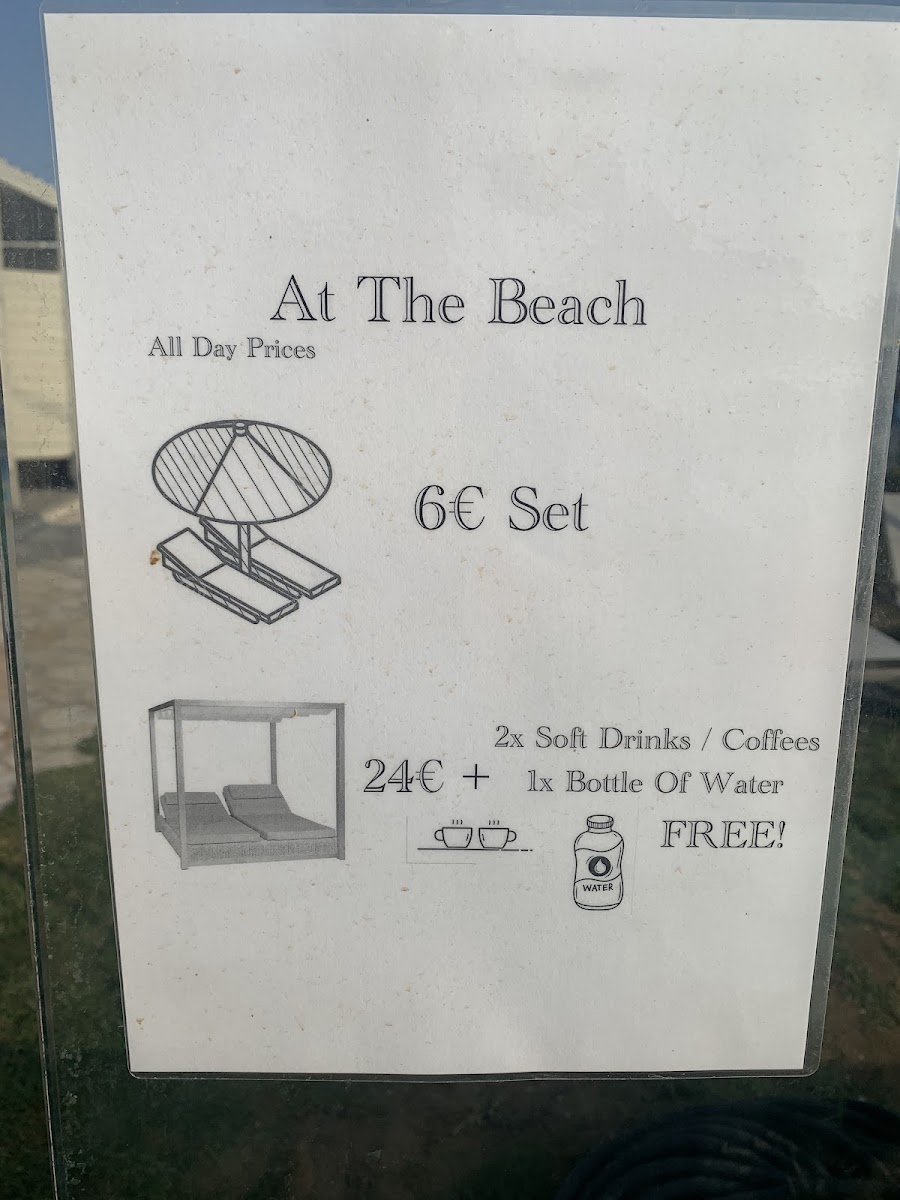 At The Beach
All Day Prices
6€ Set
2x Soft Drinks / Coffees
24€ + 1x Bottle Of Water
FREE!
WATER